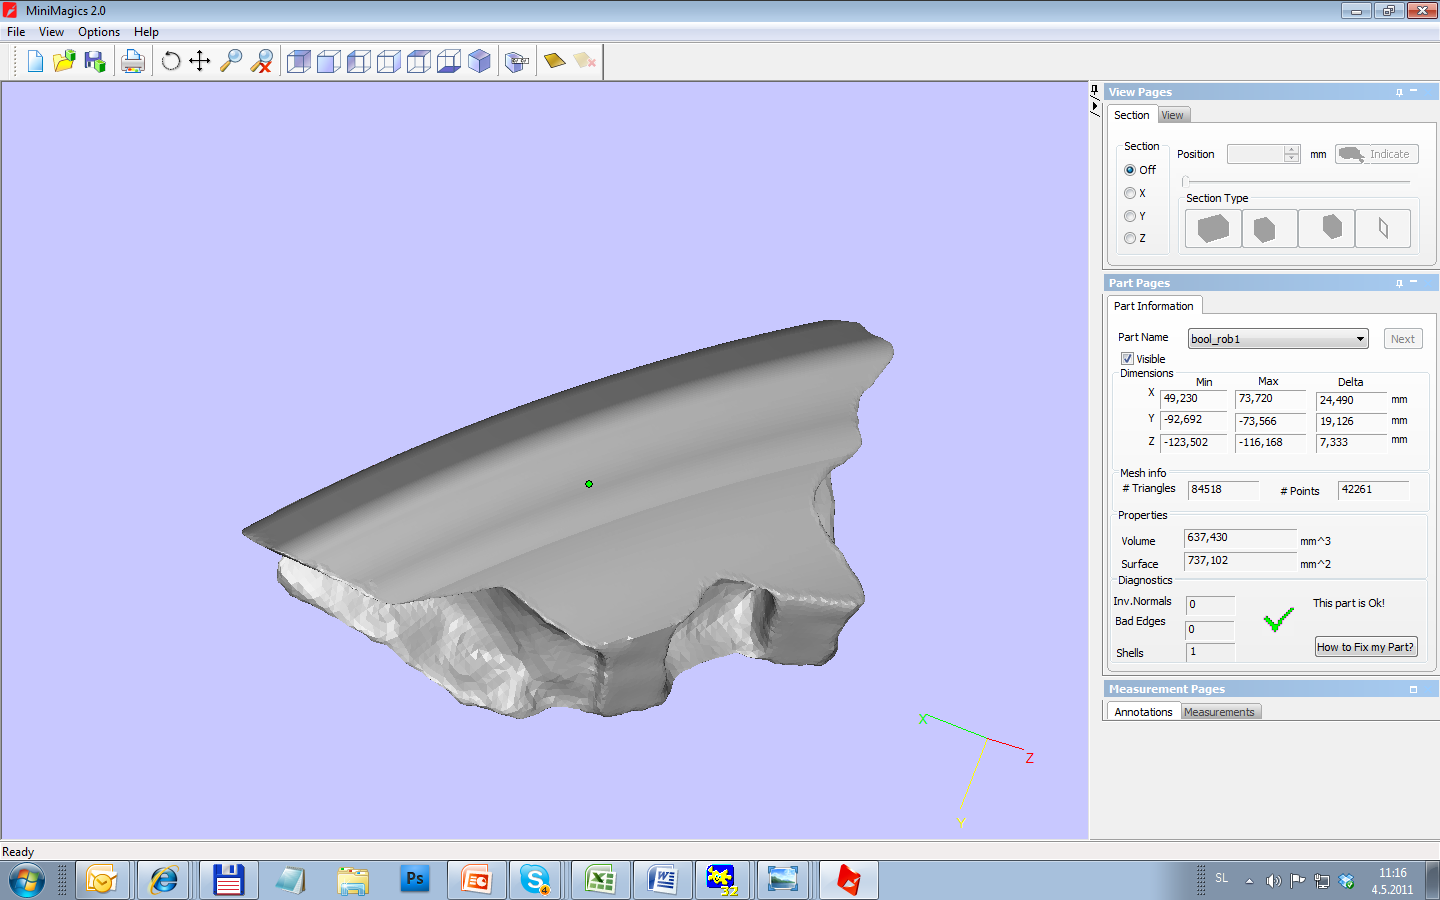 MiniMagics 2.0
File View Options Help
View Pages
Section View
Section
Off
X
Y
Z
Position mm Indicate
Section Type
Part Pages
Part Information
Part Name bool_rob1 Next
Visible
Dimensions
Min Max Delta
X 49,230 73,720 24,490 mm
Y -92,692 -73,566 19,126 mm
Z -123,502 -116,168 7,333 mm
Mesh info
# Triangles 84518 # Points 42261
Properties
Volume 637,430 mm^3
Surface 737,102 mm^2
Diagnostics
Inv.Normals 0 This part is Ok!
Bad Edges 0
Shells 1 How to Fix my Part?
Measurement Pages
Annotations Measurements
X
Z
Y
Ready
Ps
4
32
SL
11:16
4.5.2011